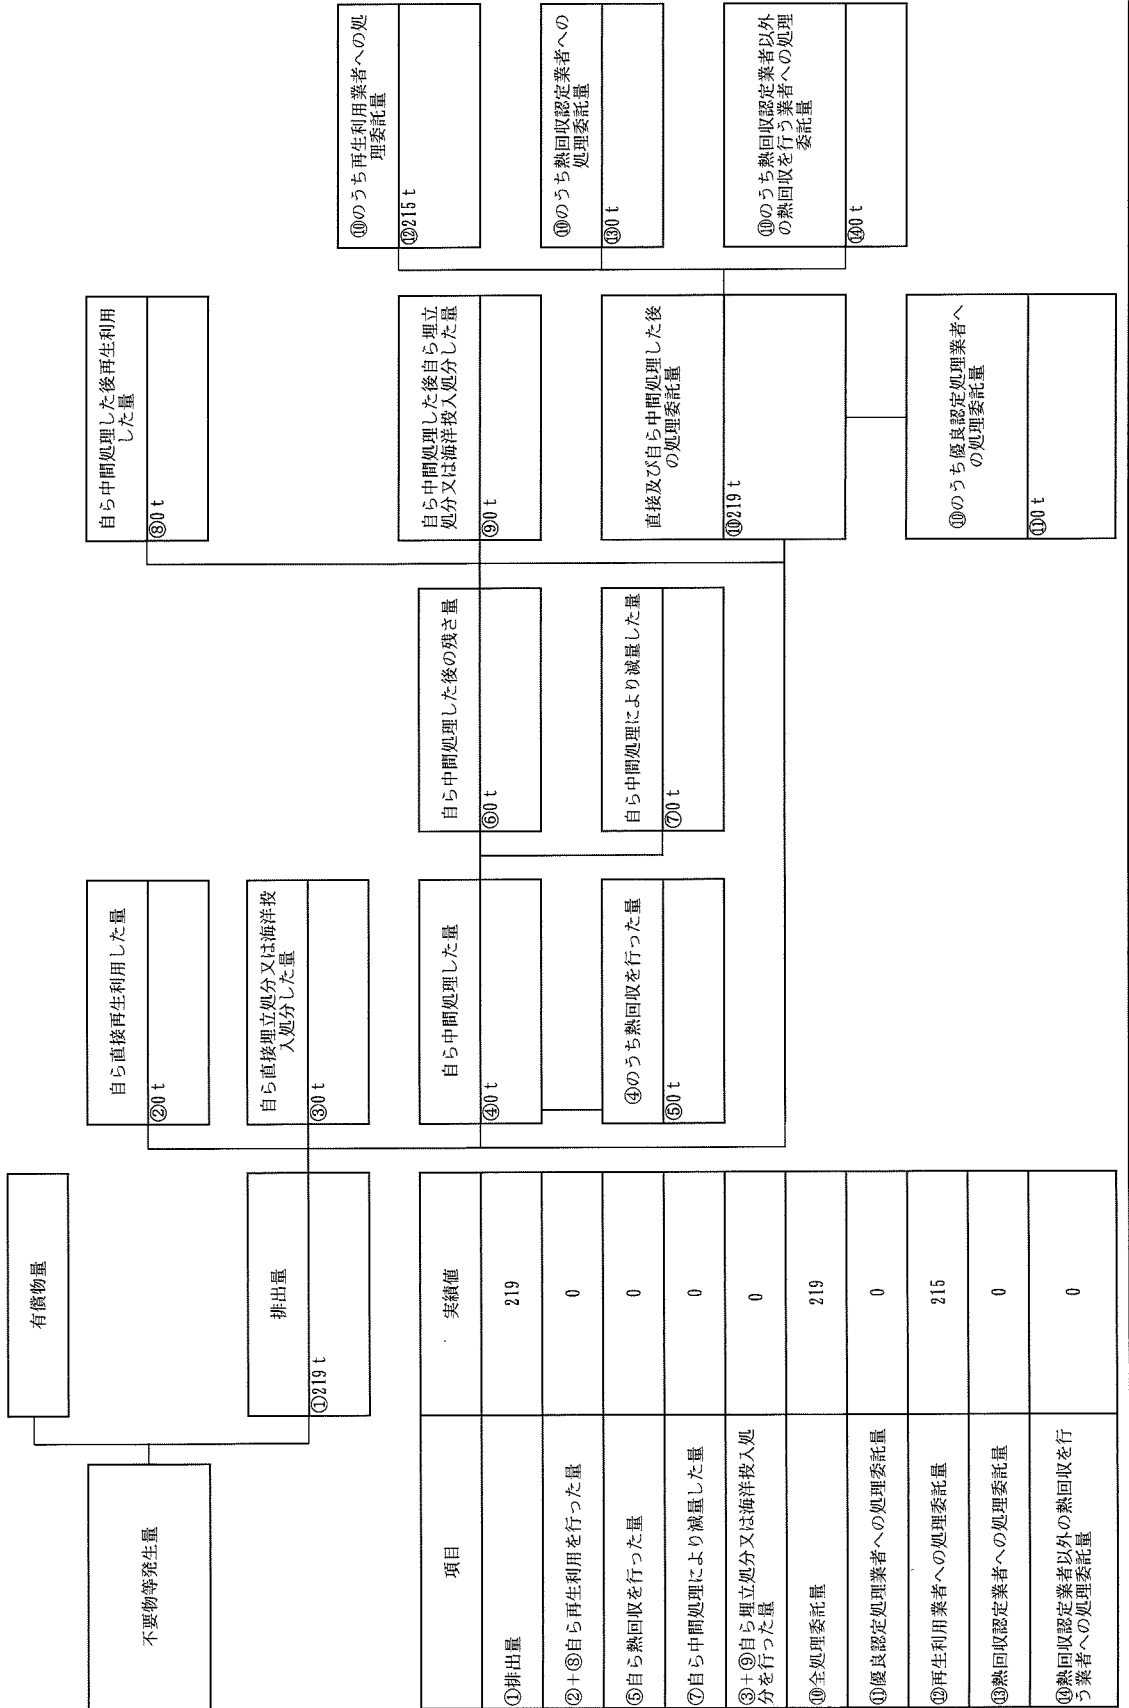 不要物等発生量
有償物量
排出量
①219 t
自ら直接再生利用した量
②0 t
自ら直接埋立処分又は海洋投
入処分した量
③0 t
自ら中間処理した量
④0 t
④のうち熱回収を行った量
⑤0 t
自ら中間処理した後の残さ量
⑥0 t
自ら中間処理により減量した量
⑦0 t
自ら中間処理した後再生利用
した量
⑧0 t
自ら中間処理した後自ら埋立
処分又は海洋投入処分した量
⑨0 t
直接及び自ら中間処理した後
の処理委託量
⑩219 t
⑩のうち優良認定処理業者へ
の処理委託量
⑪0 t
⑩のうち再生利用業者への処
理委託量
⑫215 t
⑩のうち熱回収認定業者への
処理委託量
⑬0 t
⑩のうち熱回収認定業者以外
の熱回収を行う業者への処理
委託量
⑭0 t
項目 実績値
①排出量 219
②+⑧自ら再生利用を行った量 0
⑤自ら熱回収を行った量 0
⑦自ら中間処理により減量した量 0
③+⑨自ら埋立処分又は海洋投入処
分を行った量 0
⑩全処理委託量 219
⑪優良認定処理業者への処理委託量 0
⑫再生利用業者への処理委託量 215
⑬熱回収認定業者への処理委託量 0
⑭熱回収認定業者以外の熱回収を行
う業者への処理委託量 0